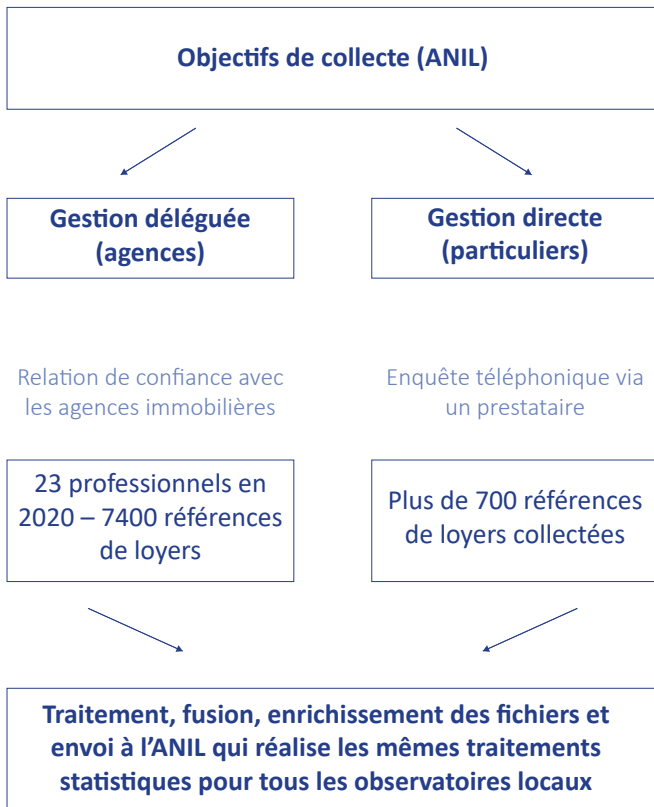 Objectifs de collecte (ANIL)
Gestion déléguée
(agences)
Gestion directe
(particuliers)
Relation de confiance avec
les agences immobilières
Enquête téléphonique via
un prestataire
23 professionnels en
2020 – 7400 références
de loyers
Plus de 700 références
de loyers collectées
Traitement, fusion, enrichissement des fichiers et
envoi à l’ANIL qui réalise les mêmes traitements
statistiques pour tous les observatoires locaux